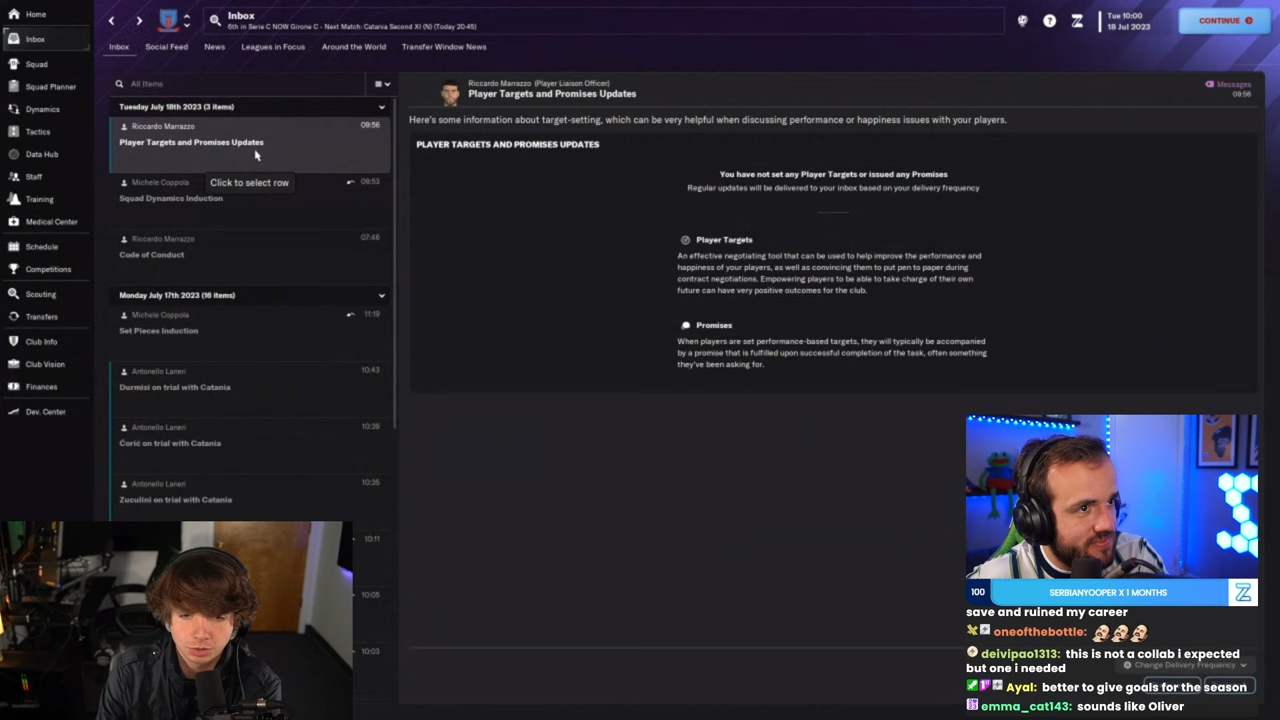 Home
Inbox
Squad
Squad Planner
Dynamics
Tactics
Data Hub
Staff
Training
Medical Center
Schedule
Competitions
Scouting
Transfers
Club Info
Club Vision
Finances
Dev. Center
Inbox
6th in Serie C NOW Girone C - Next Match: Catania Second XI (N) (Today 20:45)
Tue 10:00
18 Jul 2023
CONTINUE
Inbox
Social Feed
News
Leagues in Focus
Around the World
Transfer Window News
All Items
Tuesday July 18th 2023 (3 items)
Riccardo Marrazzo
09:56
Player Targets and Promises Updates
Click to select row
Michele Coppola
09:53
Squad Dynamics Induction
Riccardo Marrazzo
07:46
Code of Conduct
Monday July 17th 2023 (16 items)
Michele Coppola
11:19
Set Pieces Induction
Antonello Laneri
10:43
Durmisi on trial with Catania
Antonello Laneri
10:39
Ćorić on trial with Catania
Antonello Laneri
10:35
Zuculini on trial with Catania
10:11
10:05
10:03
Riccardo Marrazzo (Player Liaison Officer)
Player Targets and Promises Updates
Messages
09:56
Here's some information about target-setting, which can be very helpful when discussing performance or happiness issues with your players.
PLAYER TARGETS AND PROMISES UPDATES
You have not set any Player Targets or issued any Promises
Regular updates will be delivered to your inbox based on your delivery frequency
Player Targets
An effective negotiating tool that can be used to help improve the performance and
happiness of your players, as well as convincing them to put pen to paper during
contract negotiations. Empowering players to be able to take charge of their own
future can have very positive outcomes for the club.
Promises
When players are set performance-based targets, they will typically be accompanied
by a promise that is fulfilled upon successful completion of the task, often something
they've been asking for.
100
SERBIANYOOPER X 1 MONTHS
save and ruined my career
oneofthebottle:
deivipao1313: this is not a collab i expected
but one i needed
Change Delivery Frequency
Ayal: better to give goals for the season
emma_cat143: sounds like Oliver